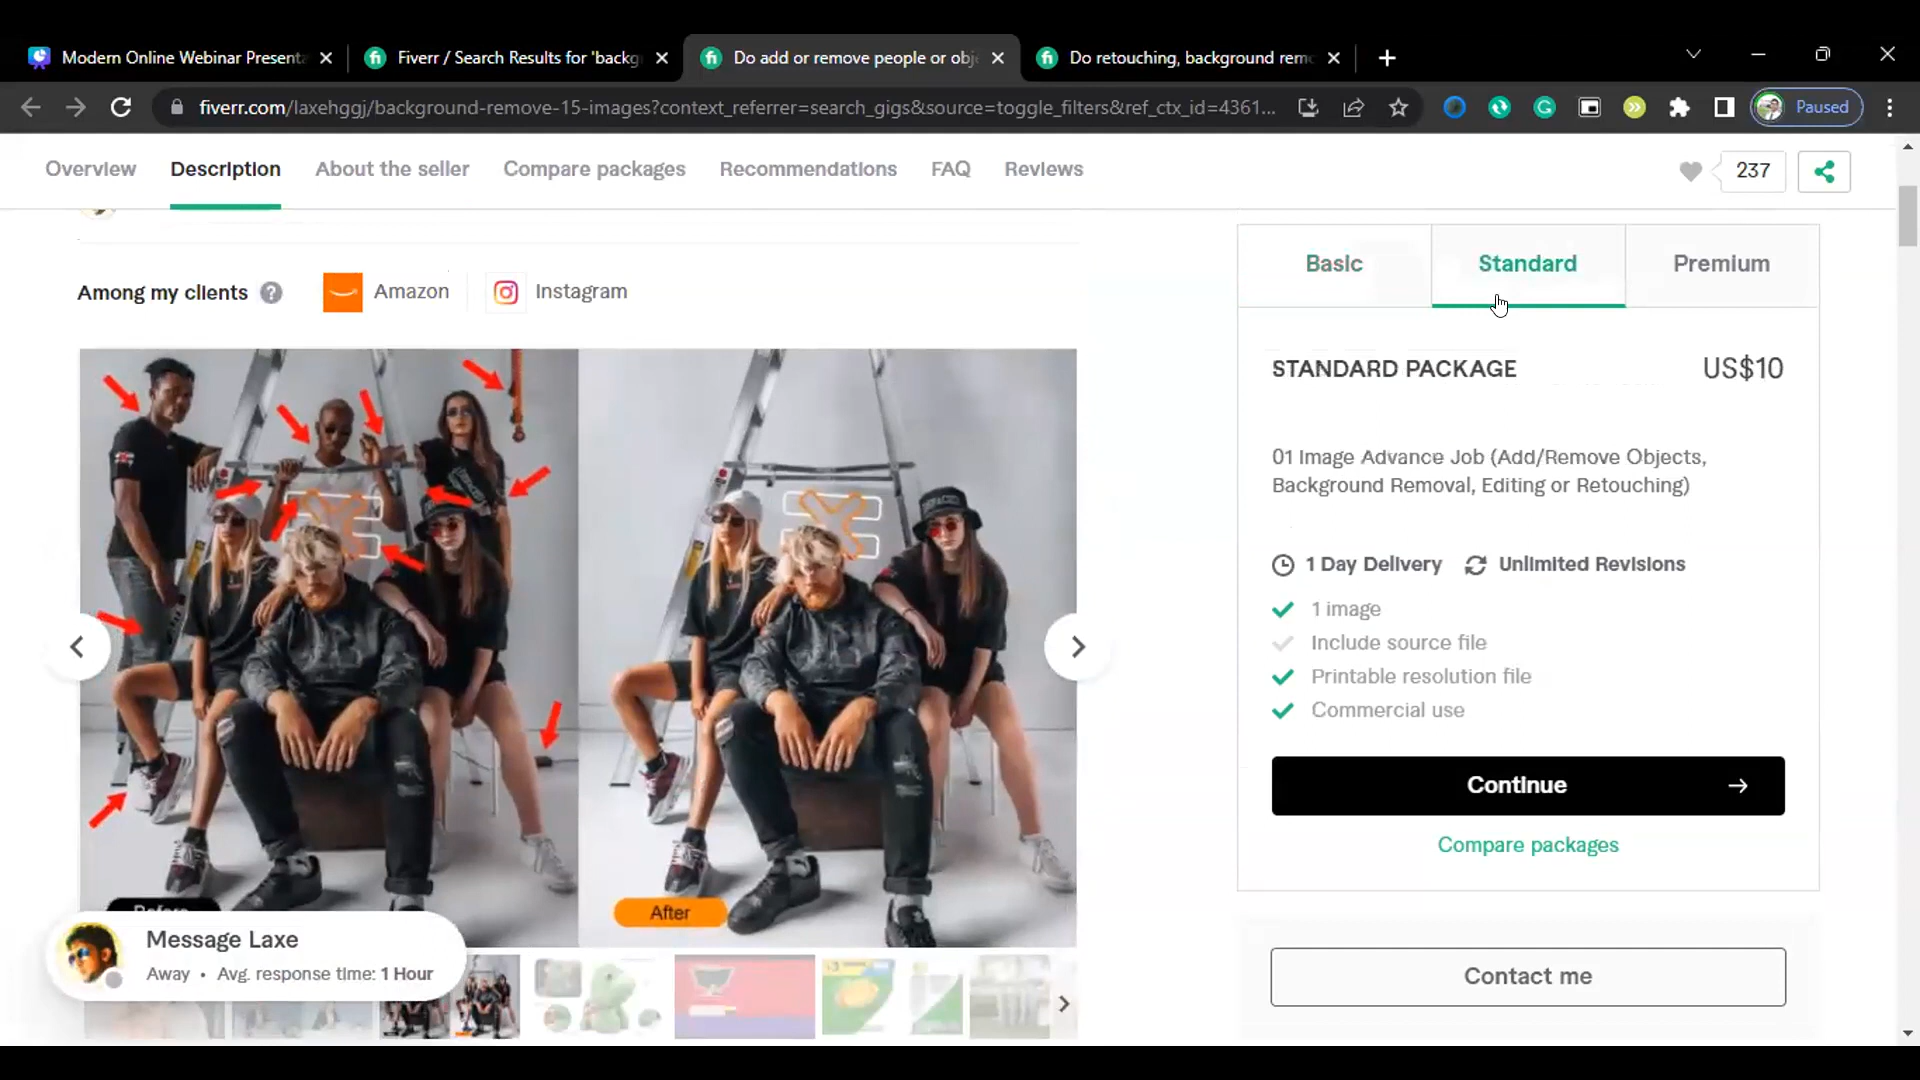 Modern Online Webinar Presenta
Fiverr / Search Results for 'backg
Do add or remove people or obj
Do retouching, background rem
fiverr.com/laxehggj/background-remove-15-images?context_referrer=search_gigs&source=toggle_filters&ref_ctx_id=4361...
Paused
Overview
Description
About the seller
Compare packages
Recommendations
FAQ
Reviews
237
Among my clients
Amazon
Instagram
Basic
Standard
Premium
STANDARD PACKAGE
US$10
01 Image Advance Job (Add/Remove Objects,
Background Removal, Editing or Retouching)
1 Day Delivery
Unlimited Revisions
1 image
Include source file
Printable resolution file
Commercial use
Continue
Compare packages
Contact me
Before
After
Message Laxe
Away • Avg. response time: 1 Hour